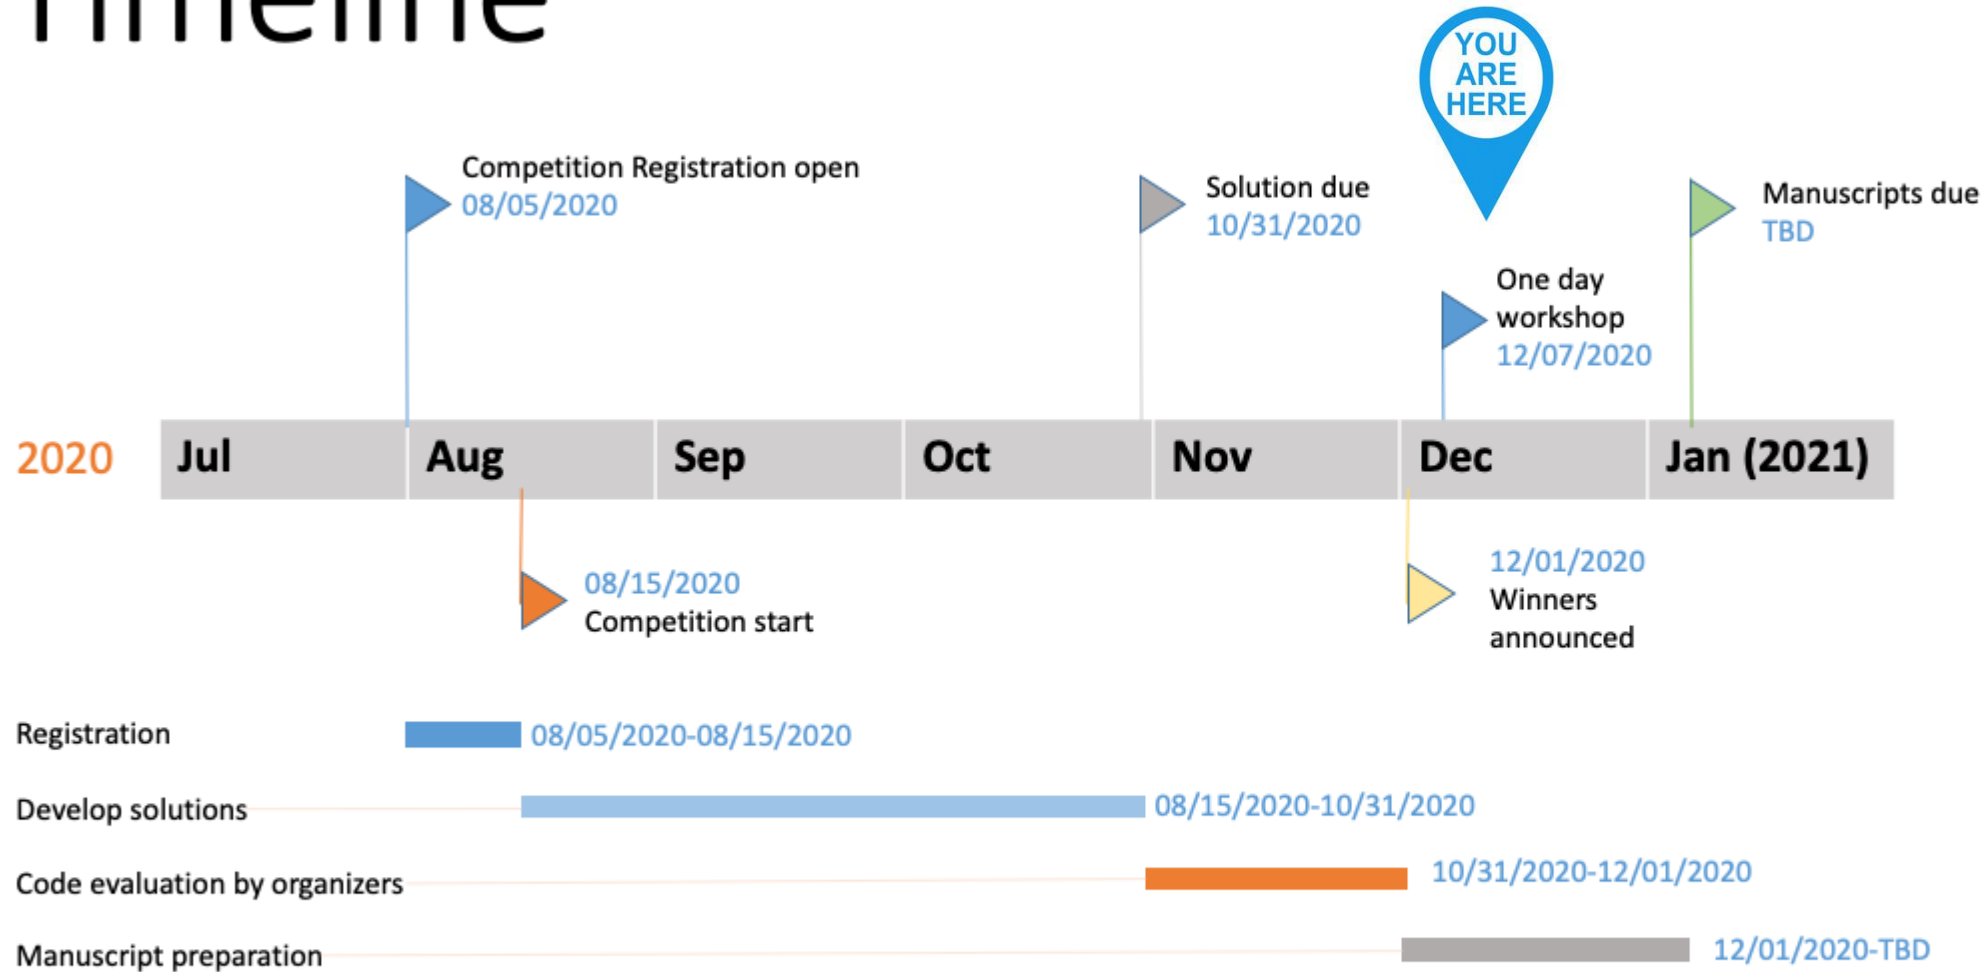 Timeline
YOU
ARE
HERE
Competition Registration open
08/05/2020
Solution due
10/31/2020
Manuscripts due
TBD
One day
workshop
12/07/2020
2020
Jul
Aug
Sep
Oct
Nov
Dec
Jan (2021)
08/15/2020
Competition start
12/01/2020
Winners
announced
Registration
08/05/2020-08/15/2020
Develop solutions
08/15/2020-10/31/2020
Code evaluation by organizers
10/31/2020-12/01/2020
Manuscript preparation
12/01/2020-TBD